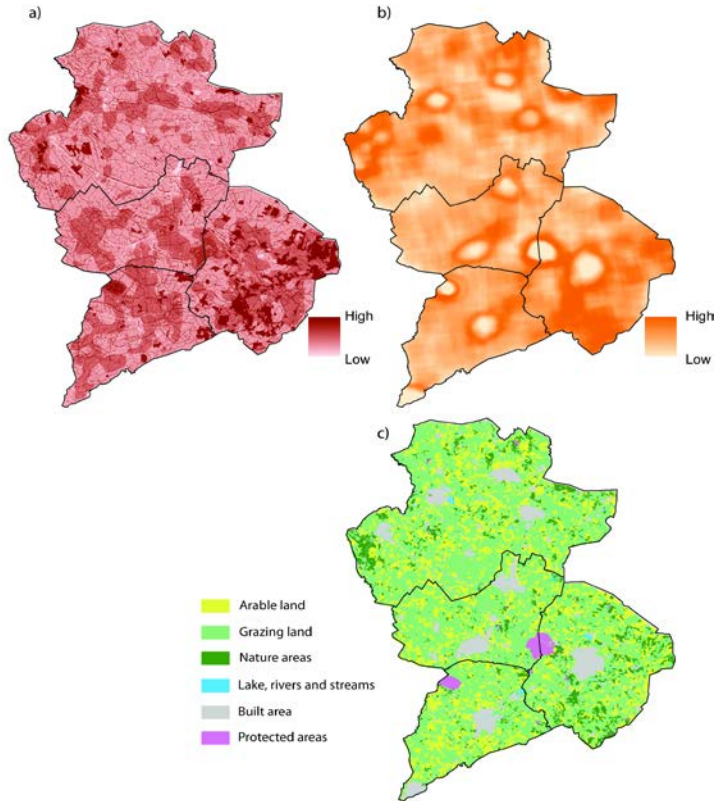 a)
b)
High
Low
High
Low
c)
Arable land
Grazing land
Nature areas
Lake, rivers and streams
Built area
Protected areas